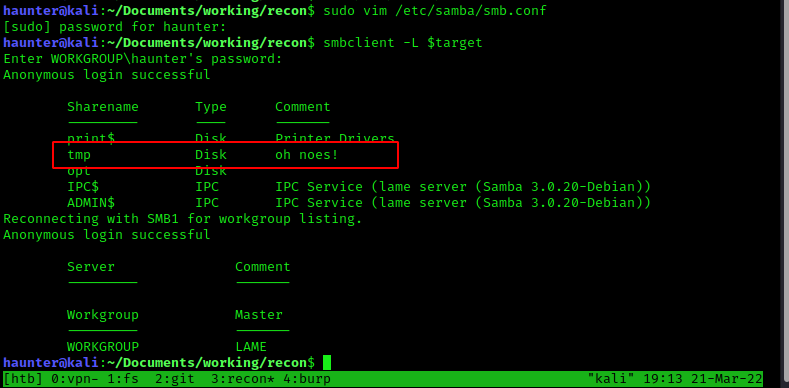 haunter@kali:~/Documents/working/recon$ sudo vim /etc/samba/smb.conf
[sudo] password for haunter:
haunter@kali:~/Documents/working/recon$ smbclient -L $target
Enter WORKGROUP\haunter's password:
Anonymous login successful
Sharename Type Comment
--------- ---- -------
print$ Disk Printer Drivers
tmp Disk oh noes!
opt Disk
IPC$ IPC IPC Service (lame server (Samba 3.0.20-Debian))
ADMIN$ IPC IPC Service (lame server (Samba 3.0.20-Debian))
Reconnecting with SMB1 for workgroup listing.
Anonymous login successful
Server Comment
--------- -------
Workgroup Master
--------- -------
WORKGROUP LAME
haunter@kali:~/Documents/working/recon$
[htb] 0:vpn- 1:fs 2:git 3:recon* 4:burp "kali" 19:13 21-Mar-22